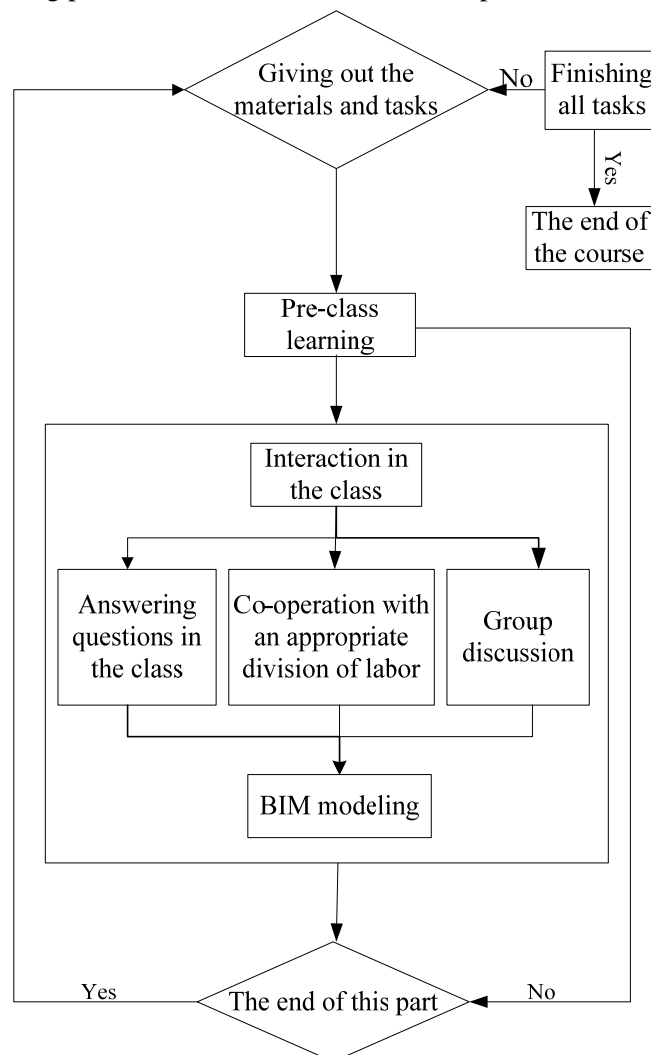 Giving out the
materials and tasks
No
Finishing
all tasks
Yes
The end of
the course
Pre-class
learning
Interaction in
the class
Answering
questions in
the class
Co-operation with
an appropriate
division of labor
Group
discussion
BIM modeling
Yes
The end of this part
No